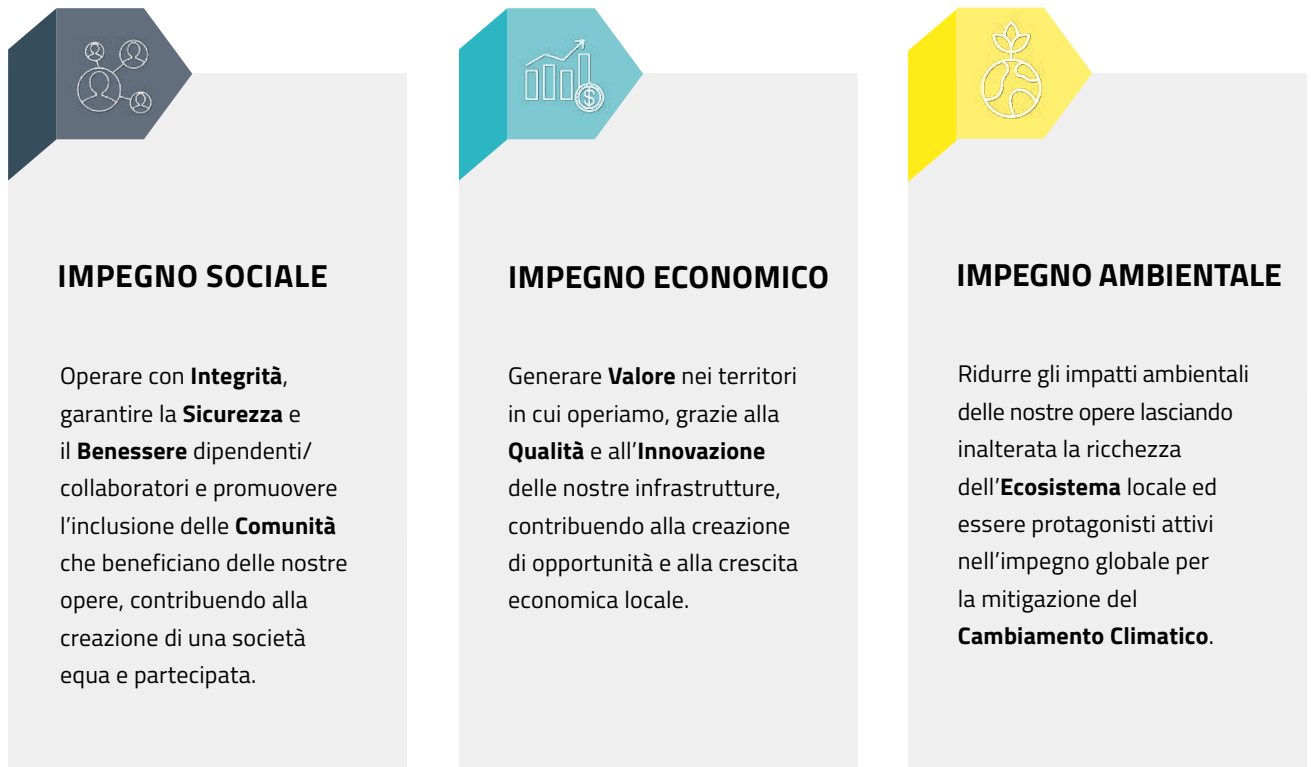 IMPEGNO SOCIALE
Operare con Integrità,
garantire la Sicurezza e
il Benessere dipendenti/
collaboratori e promuovere
l'inclusione delle Comunità
che beneficiano delle nostre
opere, contribuendo alla
creazione di una società
equa e partecipata.
IMPEGNO ECONOMICO
Generare Valore nei territori
in cui operiamo, grazie alla
Qualità e all'Innovazione
delle nostre infrastrutture,
contribuendo alla creazione
di opportunità e alla crescita
economica locale.
IMPEGNO AMBIENTALE
Ridurre gli impatti ambientali
delle nostre opere lasciando
inalterata la ricchezza
dell'Ecosistema locale ed
essere protagonisti attivi
nell'impegno globale per
la mitigazione del
Cambiamento Climatico.